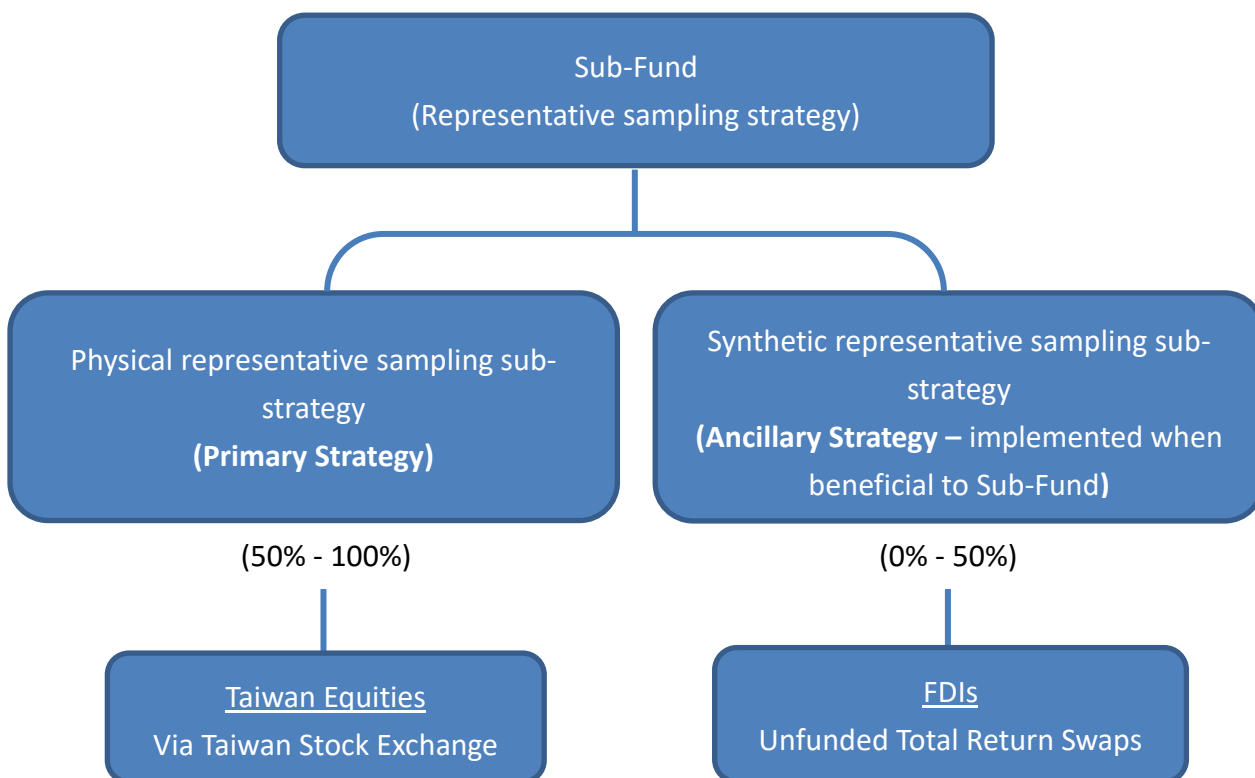 Sub-Fund
(Representative sampling strategy)
Physical representative sampling sub-
strategy
(Primary Strategy)
Synthetic representative sampling sub-
strategy
(Ancillary Strategy – implemented when
beneficial to Sub-Fund)
(50% - 100%)
(0% - 50%)
Taiwan Equities
Via Taiwan Stock Exchange
FDIs
Unfunded Total Return Swaps